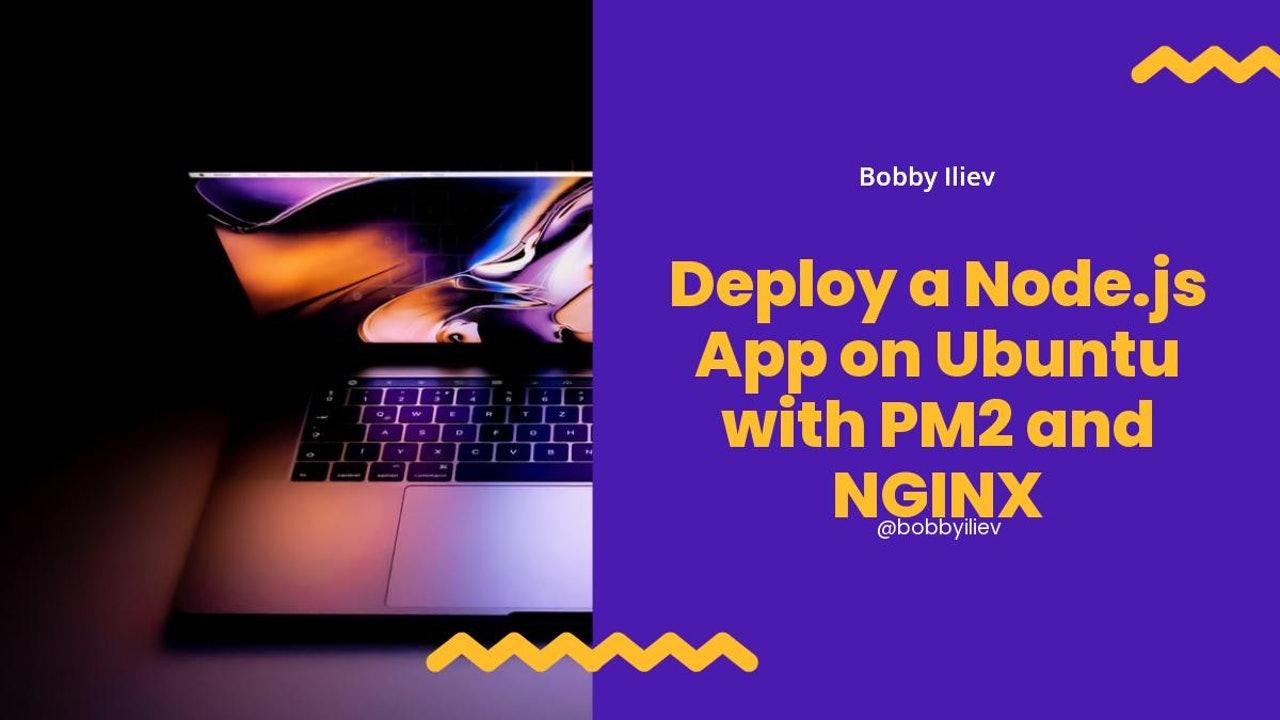 Bobby Iliev
Deploy a Node.js
App on Ubuntu
with PM2 and
NGINX
@bobbyiliev